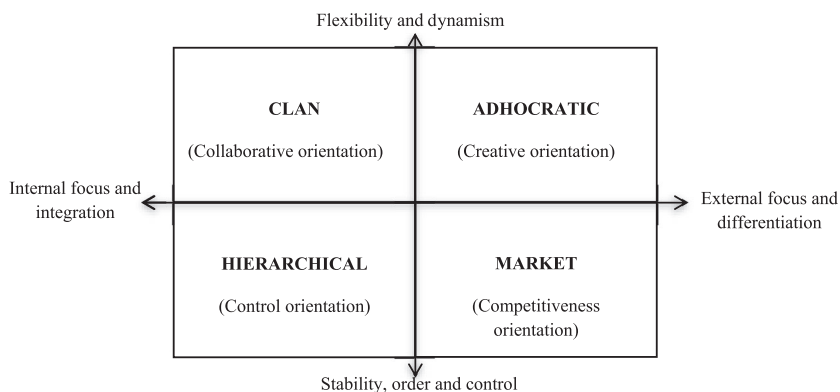 Flexibility and dynamism
CLAN
(Collaborative orientation)
ADHOCRATIC
(Creative orientation)
Internal focus and
integration
External focus and
differentiation
HIERARCHICAL
(Control orientation)
MARKET
(Competitiveness
orientation)
Stability, order and control